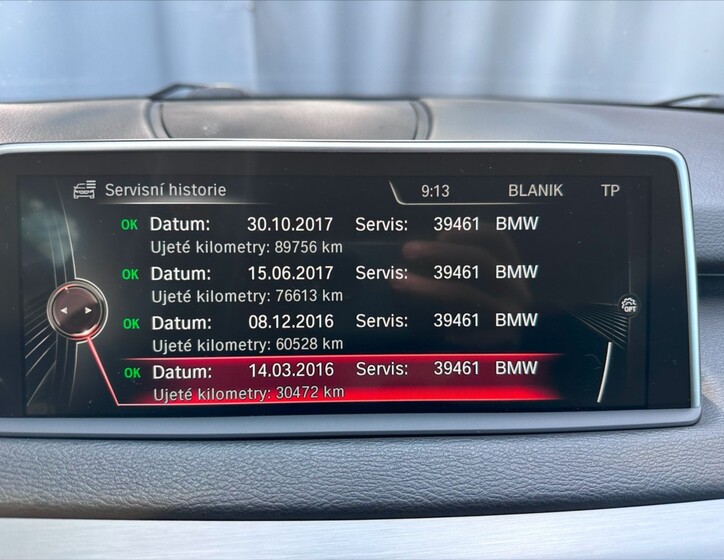 Servisní historie 9:13 BLANIK TP
OK Datum: 30.10.2017 Servis: 39461 BMW
Ujeté kilometry: 89756 km
OK Datum: 15.06.2017 Servis: 39461 BMW
Ujeté kilometry: 76613 km
OPT
OK Datum: 08.12.2016 Servis: 39461 BMW
Ujeté kilometry: 60528 km
OK Datum: 14.03.2016 Servis: 39461 BMW
Ujeté kilometry: 30472 km